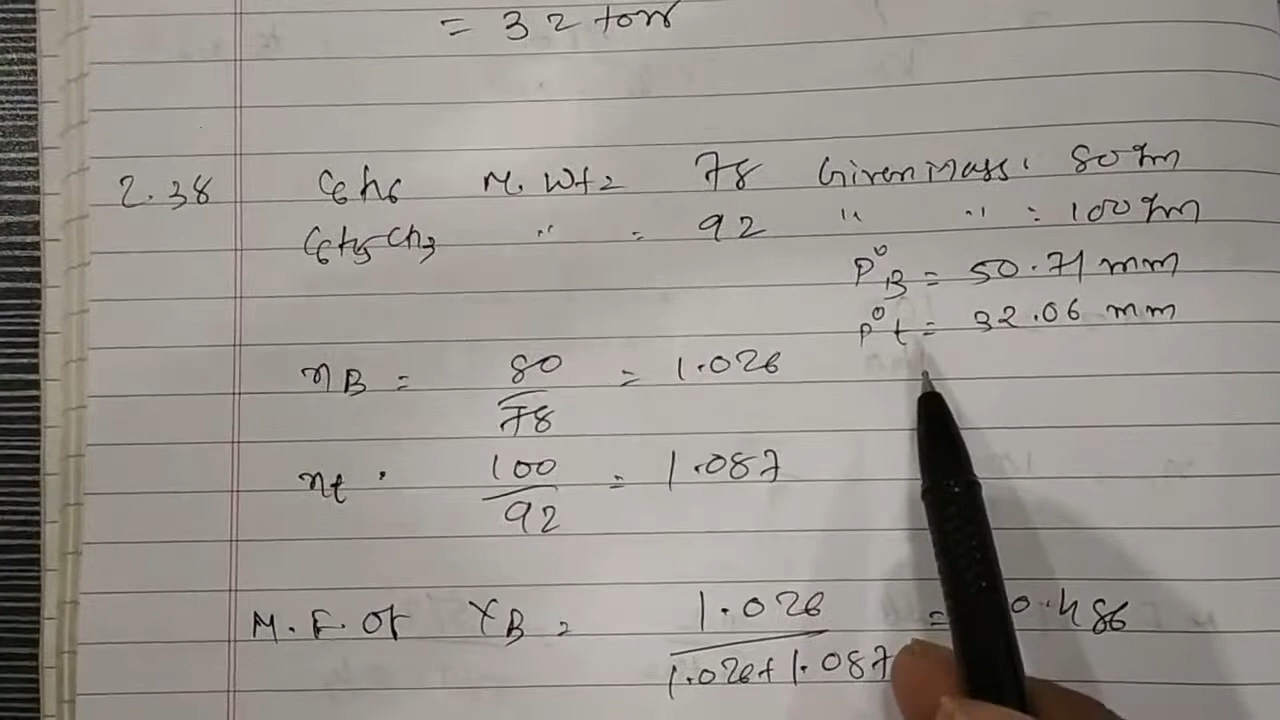 = 32 torr
2.38 C6h6 M. Wt = 78 Given Mass: 80 gm
C6H5-CH3 " = 92 " " = 100 gm
P°B = 50.71 mm
P°t = 32.06 mm
nB = 80/78 = 1.026
nt = 100/92 = 1.087
M.F. of XB = 1.026/1.026+1.087 = 0.486